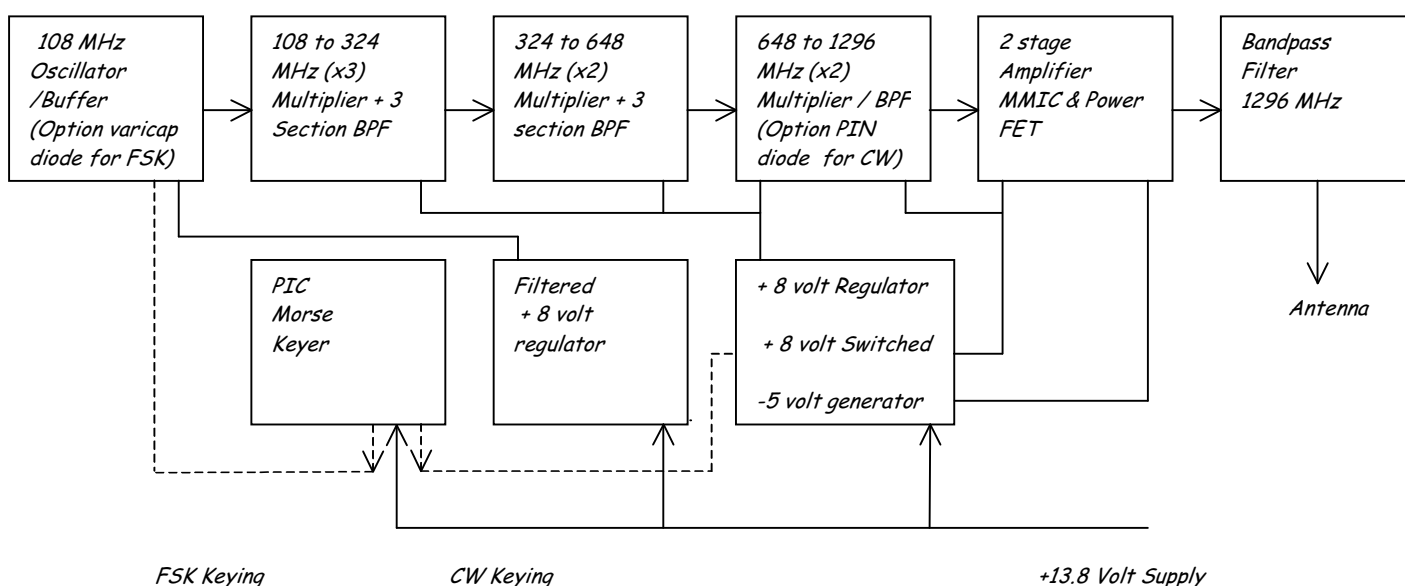 108 MHz
Oscillator
/Buffer
(Option varicap
diode for FSK)
108 to 324
MHz (x3)
Multiplier + 3
Section BPF
324 to 648
MHz (x2)
Multiplier + 3
section BPF
648 to 1296
MHz (x2)
Multiplier / BPF
(Option PIN
diode for CW)
2 stage
Amplifier
MMIC & Power
FET
Bandpass
Filter
1296 MHz
PIC
Morse
Keyer
Filtered
+ 8 volt
regulator
+ 8 volt Regulator
+ 8 volt Switched
-5 volt generator
Antenna
FSK Keying
CW Keying
+13.8 Volt Supply